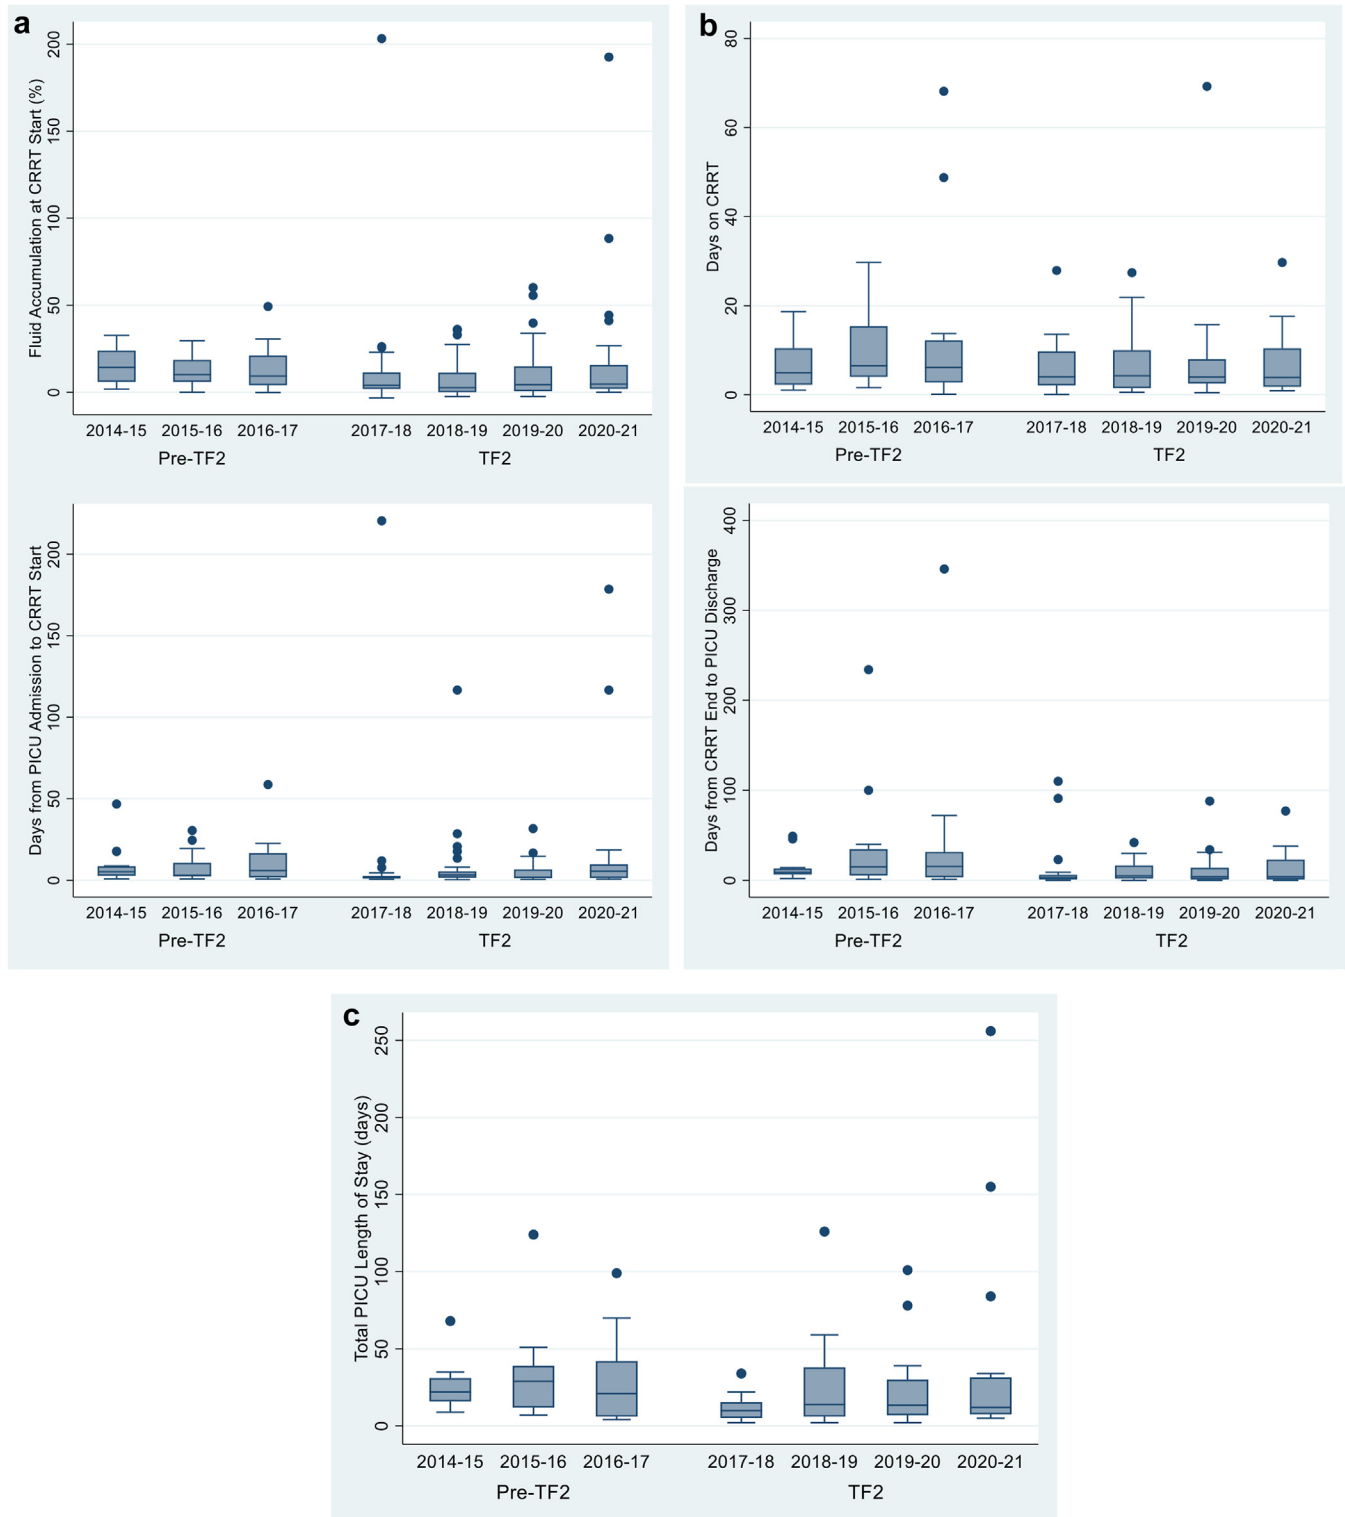 a
Fluid Accumulation at CRRT Start (%)
200
150
100
50
0
2014-15 2015-16 2016-17 2017-18 2018-19 2019-20 2020-21
Pre-TF2 TF2
Days from PICU Admission to CRRT Start
200
150
100
50
0
2014-15 2015-16 2016-17 2017-18 2018-19 2019-20 2020-21
Pre-TF2 TF2
b
Days on CRRT
80
60
40
20
0
2014-15 2015-16 2016-17 2017-18 2018-19 2019-20 2020-21
Pre-TF2 TF2
Days from CRRT End to PICU Discharge
400
300
200
100
0
2014-15 2015-16 2016-17 2017-18 2018-19 2019-20 2020-21
Pre-TF2 TF2
c
Total PICU Length of Stay (days)
250
200
150
100
50
0
2014-15 2015-16 2016-17 2017-18 2018-19 2019-20 2020-21
Pre-TF2 TF2